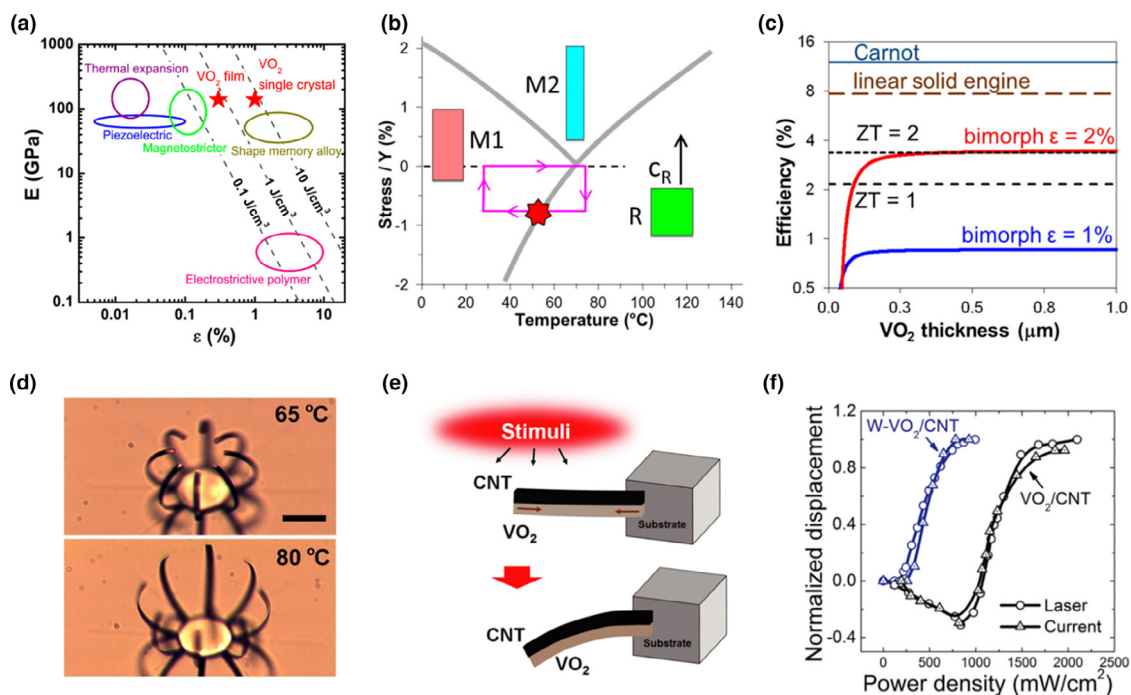 (a)
1000
100
10
1
0.1
E (GPa)
Thermal expansion
VO2 film
VO2
single crystal
Piezoelectric
Magnetostrictor
Shape memory alloy
0.1 J/cm³
1 J/cm³
10 J/cm³
Electrostrictive polymer
0.01 0.1 1 10
ε (%)
(b)
2
1
0
-1
-2
Stress / Y (%)
M1
M2
CR
R
0 20 40 60 80 100 120 140
Temperature (°C)
(c)
16
8
4
2
1
0.5
Efficiency (%)
Carnot
linear solid engine
ZT = 2
bimorph ε = 2%
ZT = 1
bimorph ε = 1%
0.0 0.3 0.5 0.8 1.0
VO2 thickness (μm)
(d)
65 °C
80 °C
(e)
Stimuli
CNT
VO2
Substrate
CNT
VO2
Substrate
(f)
1.2
0.8
0.4
0.0
-0.4
Normalized displacement
W-VO2/CNT
VO2/CNT
Laser
Current
0 500 1000 1500 2000 2500
Power density (mW/cm²)